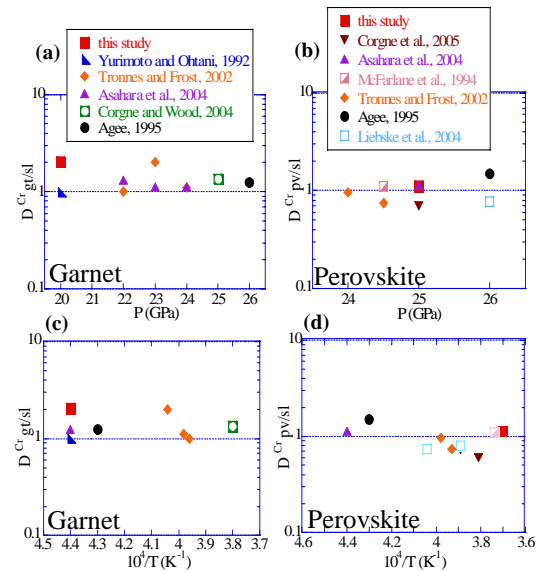 (a)
this study
Yurimoto and Ohtani, 1992
Tronnes and Frost, 2002
Asahara et al., 2004
Corgne and Wood, 2004
Agee, 1995
10
1
0.1
D Cr gt/sl
Garnet
20 21 22 23 24 25 26
P (GPa)
(b)
this study
Corgne et al., 2005
Asahara et al., 2004
McFarlane et al., 1994
Tronnes and Frost, 2002
Agee, 1995
Liebske et al., 2004
10
1
0.1
D Cr pv/sl
Perovskite
24 25 26
P (GPa)
(c)
10
1
0.1
D Cr gt/sl
Garnet
4.5 4.4 4.3 4.2 4.1 4 3.9 3.8 3.7
10⁴/T (K⁻¹)
(d)
10
1
0.1
D Cr pv/sl
Perovskite
4.4 4.2 4 3.8 3.6
10⁴/T (K⁻¹)